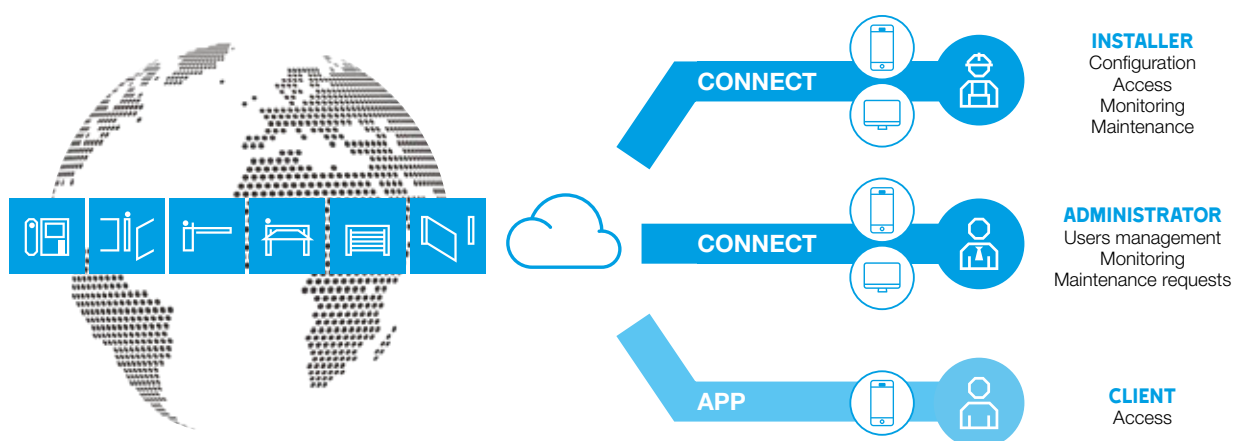 CONNECT
INSTALLER
Configuration
Access
Monitoring
Maintenance
CONNECT
ADMINISTRATOR
Users management
Monitoring
Maintenance requests
APP
CLIENT
Access